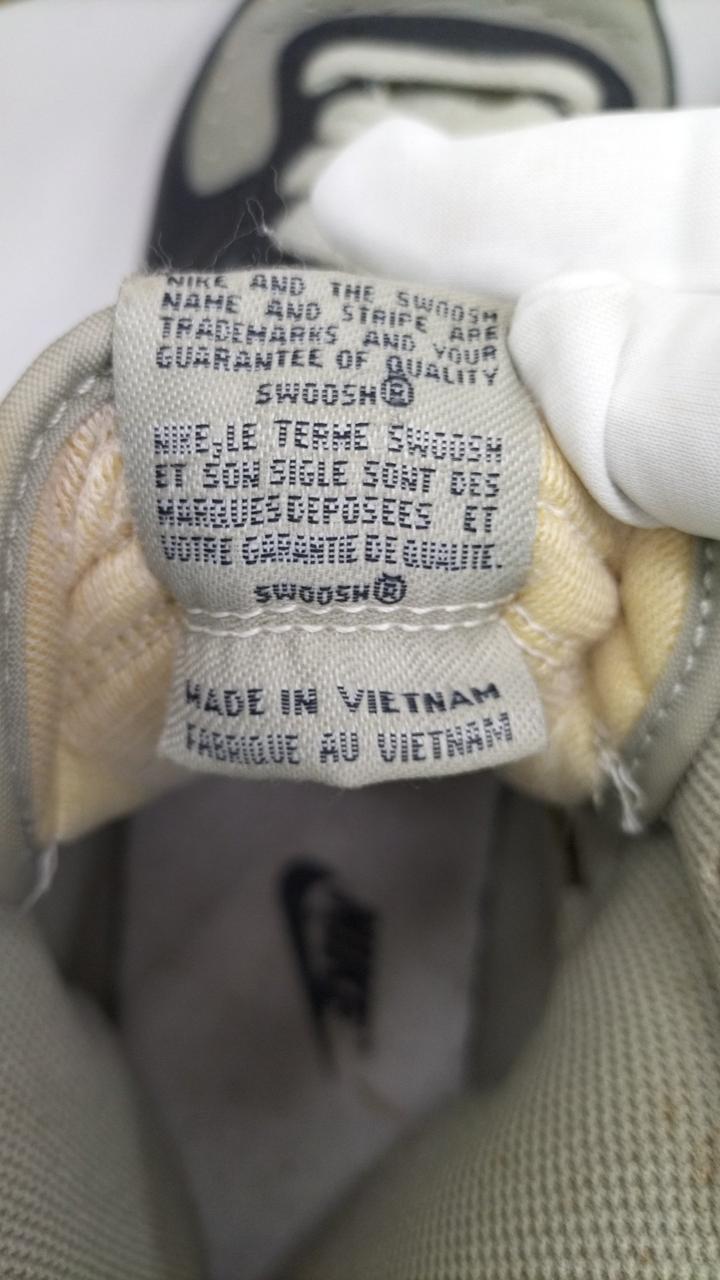 NIKE AND THE SWOOSH
NAME AND STRIPE ARE
TRADEMARKS AND YOUR
GUARANTEE OF QUALITY
SWOOSH®
NIKE,LE TERME SWOOSH
ET SON SIGLE SONT DES
MARQUES DEPOSEES ET
VOTRE GARANTIE DE QUALITE.
SWOOSH®
MADE IN VIETNAM
FABRIQUE AU VIETNAM
NIKE